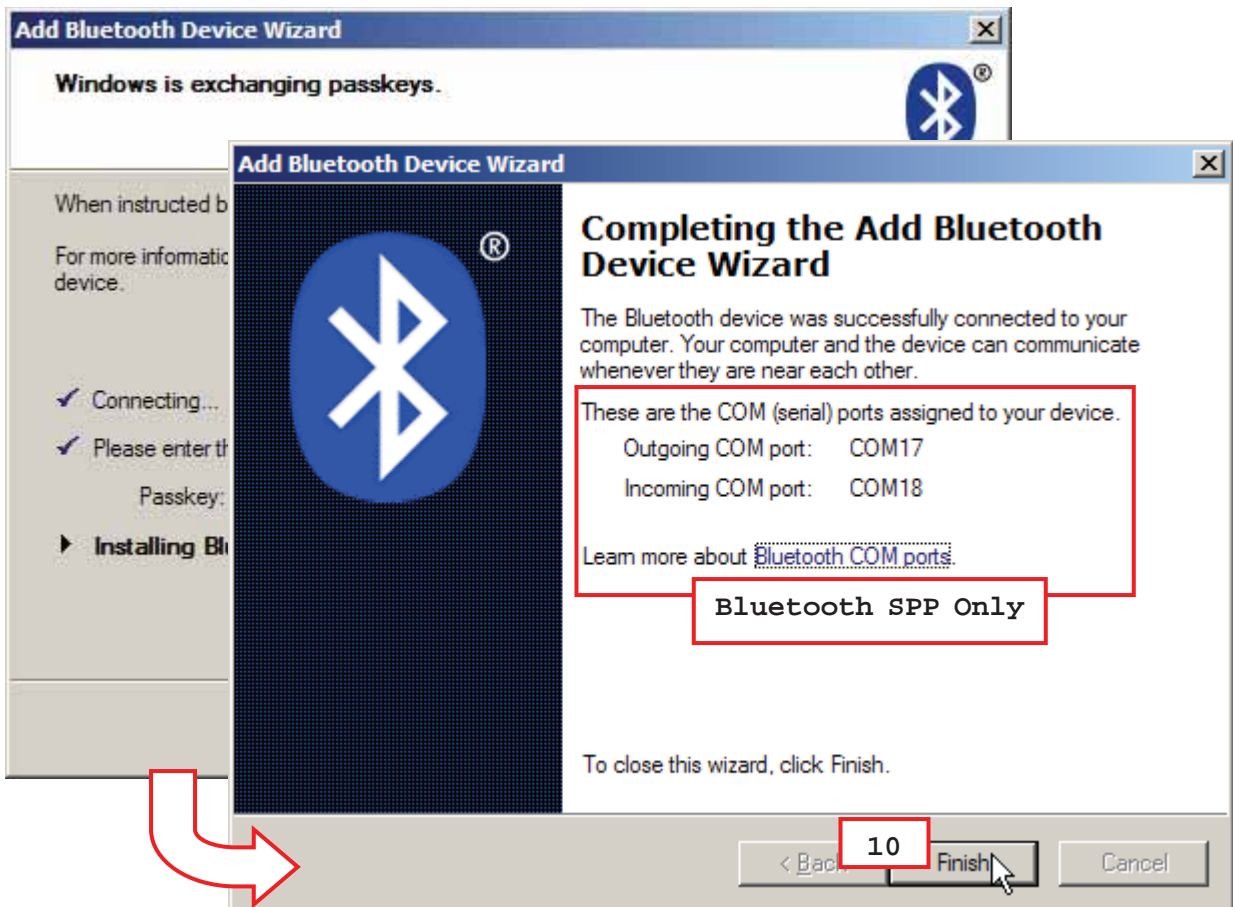 Add Bluetooth Device Wizard
Windows is exchanging passkeys.
®
When instructed b
For more informatic
device.
Connecting...
Please enter th
Passkey:
Installing Blu
Add Bluetooth Device Wizard
®
Completing the Add Bluetooth
Device Wizard
The Bluetooth device was successfully connected to your
computer. Your computer and the device can communicate
whenever they are near each other.
These are the COM (serial) ports assigned to your device.
Outgoing COM port: COM17
Incoming COM port: COM18
Learn more about Bluetooth COM ports.
Bluetooth SPP Only
To close this wizard, click Finish.
10
< Back Finish Cancel